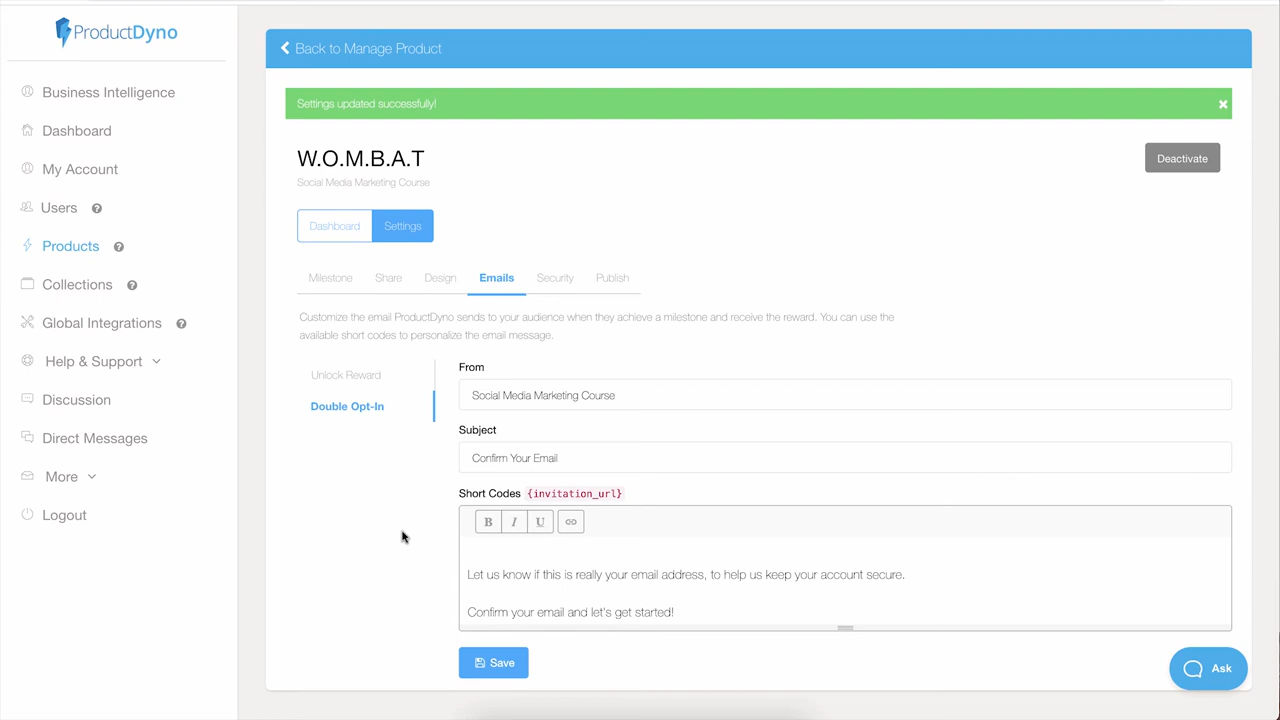 ProductDyno
Business Intelligence
Dashboard
My Account
Users
Products
Collections
Global Integrations
Help & Support
Discussion
Direct Messages
More
Logout
Back to Manage Product
Settings updated successfully!
W.O.M.B.A.T
Social Media Marketing Course
Deactivate
Dashboard Settings
Milestone Share Design Emails Security Publish
Customize the email ProductDyno sends to your audience when they achieve a milestone and receive the reward. You can use the
available short codes to personalize the email message.
Unlock Reward
Double Opt-In
From
Social Media Marketing Course
Subject
Confirm Your Email
Short Codes {invitation_url}
B I U
Let us know if this is really your email address, to help us keep your account secure.
Confirm your email and let's get started!
Save
Ask